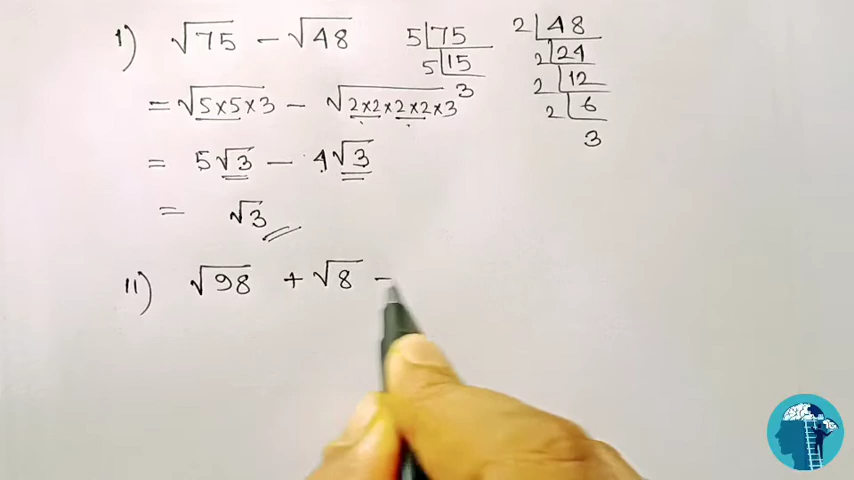 1) √75 − √48
= √5×5×3 − √2×2×2×2×3
= 5√3 − 4√3
= √3
5 75
5 15
3
2 48
2 24
2 12
2 6
3
11) √98 + √8 −